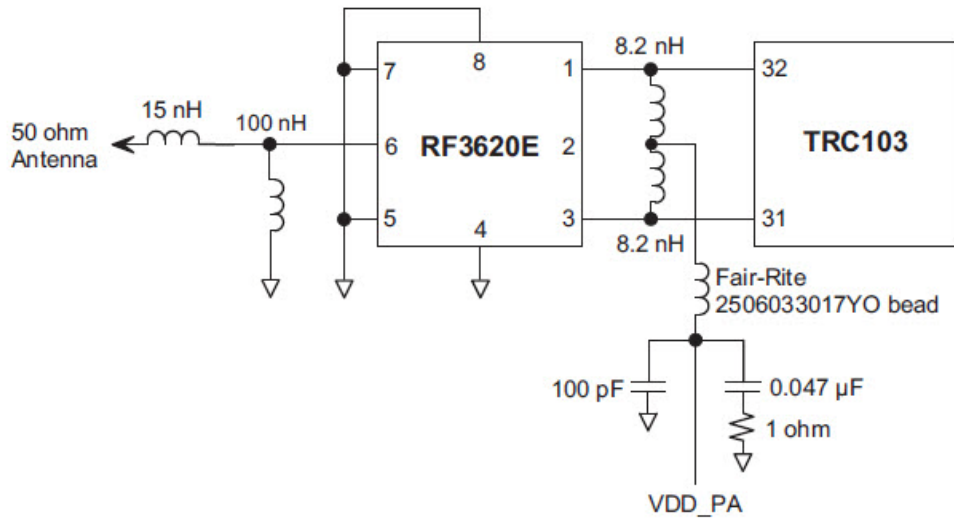 8.2 nH
8
7
1
32
15 nH
100 nH
50 ohm
Antenna
6
RF3620E
2
TRC103
5
4
3
31
8.2 nH
Fair-Rite
2506033017YO bead
100 pF
0.047 µF
1 ohm
VDD_PA